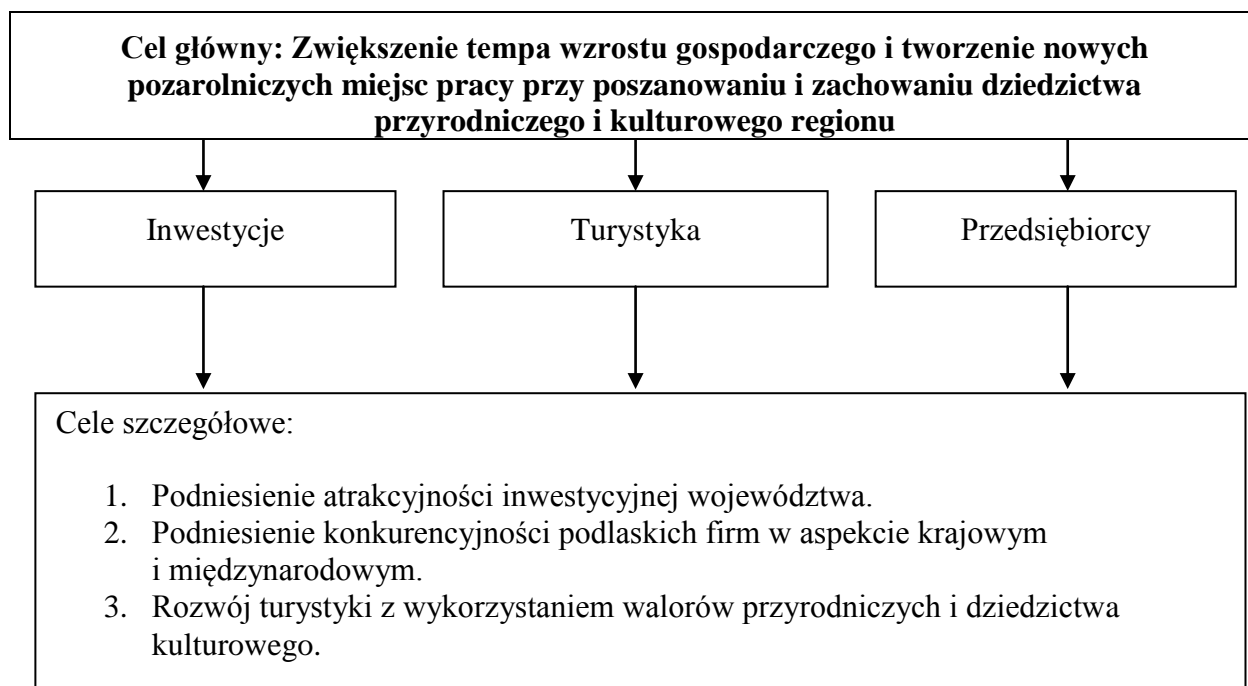 Cel główny: Zwiększenie tempa wzrostu gospodarczego i tworzenie nowych
pozarolniczych miejsc pracy przy poszanowaniu i zachowaniu dziedzictwa
przyrodniczego i kulturowego regionu
Inwestycje
Turystyka
Przedsiębiorcy
Cele szczegółowe:
1. Podniesienie atrakcyjności inwestycyjnej województwa.
2. Podniesienie konkurencyjności podlaskich firm w aspekcie krajowym
i międzynarodowym.
3. Rozwój turystyki z wykorzystaniem walorów przyrodniczych i dziedzictwa
kulturowego.